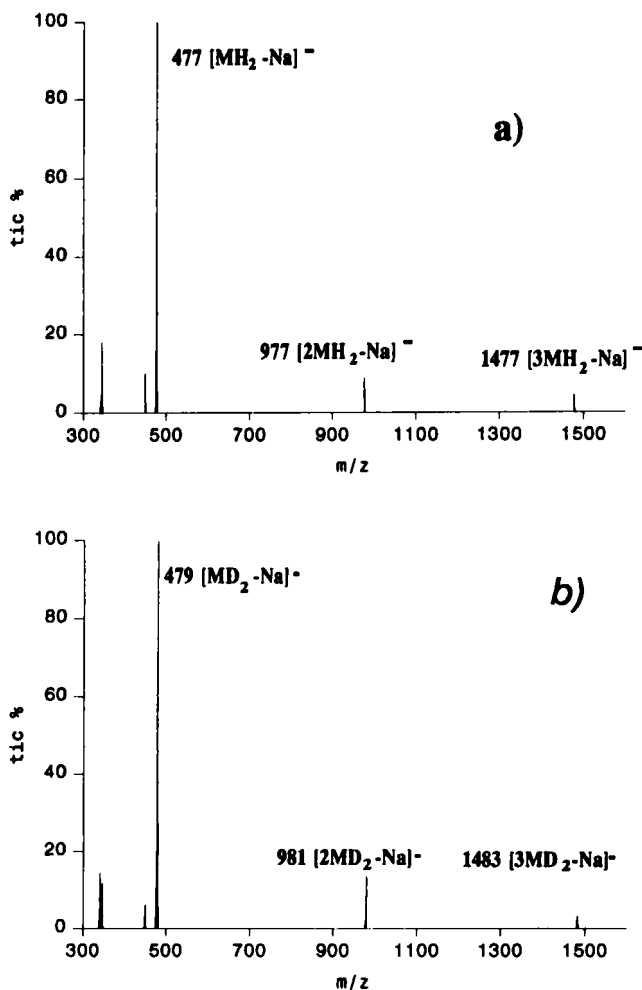 100
477 [MH₂-Na]⁻
80
a)
60
tic %
40
20
977 [2MH₂-Na]⁻
1477 [3MH₂-Na]⁻
0
300 500 700 900 1100 1300 1500
m/z
100
479 [MD₂-Na]⁻
b)
80
60
tic %
40
20
981 [2MD₂-Na]⁻
1483 [3MD₂-Na]⁻
0
300 500 700 900 1100 1300 1500
m/z